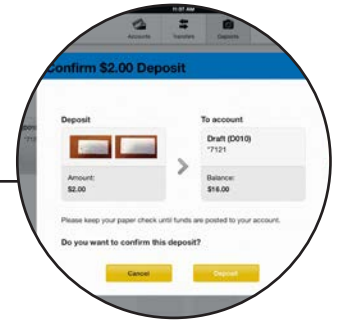 11:07 AM
Accounts Transfers Deposits
Confirm $2.00 Deposit
Deposit To account
Draft (D010)
*7121
Amount: Balance:
$2.00 $16.00
Please keep your paper check until funds are posted to your account.
Do you want to confirm this deposit?
Cancel Deposit